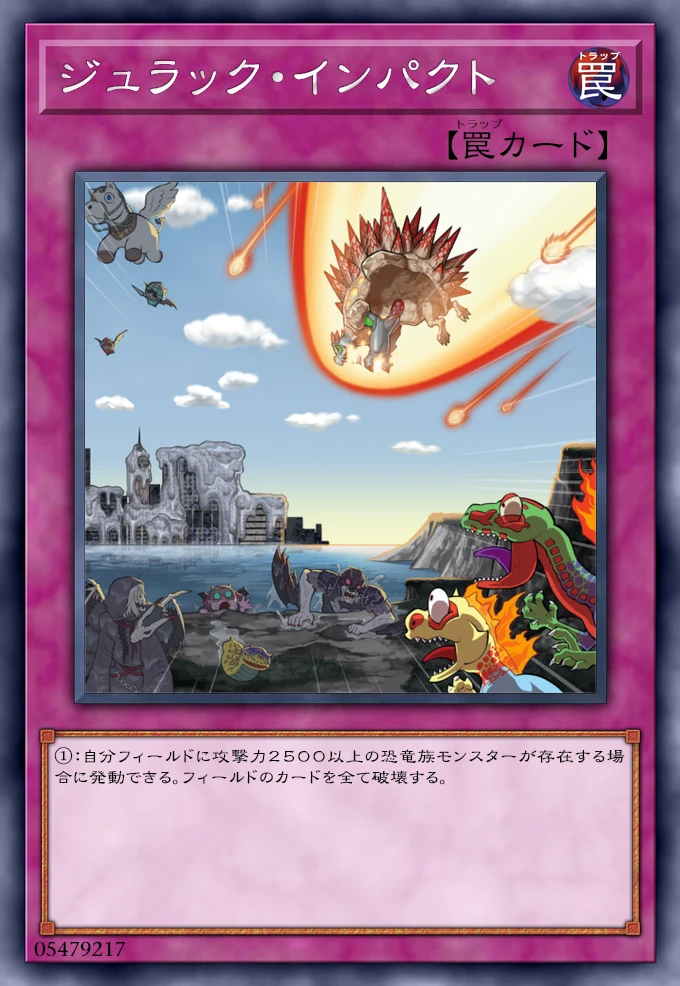 ジュラック・インパクト
トラップ
罠
トラップ
【罠カード】
①:自分フィールドに攻撃力2500以上の恐竜族モンスターが存在する場
合に発動できる。フィールドのカードを全て破壊する。
05479217